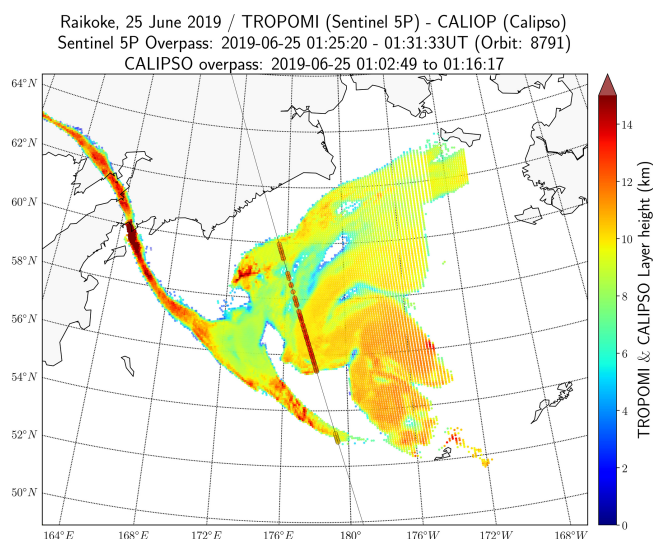 Raikoke, 25 June 2019 / TROPOMI (Sentinel 5P) - CALIOP (Calipso)
Sentinel 5P Overpass: 2019-06-25 01:25:20 - 01:31:33UT (Orbit: 8791)
CALIPSO overpass: 2019-06-25 01:02:49 to 01:16:17
64°N
62°N
60°N
58°N
56°N
54°N
52°N
50°N
164°E
168°E
172°E
176°E
180°
176°W
172°W
168°W
14
12
10
8
6
4
2
0
TROPOMI & CALIPSO Layer height (km)